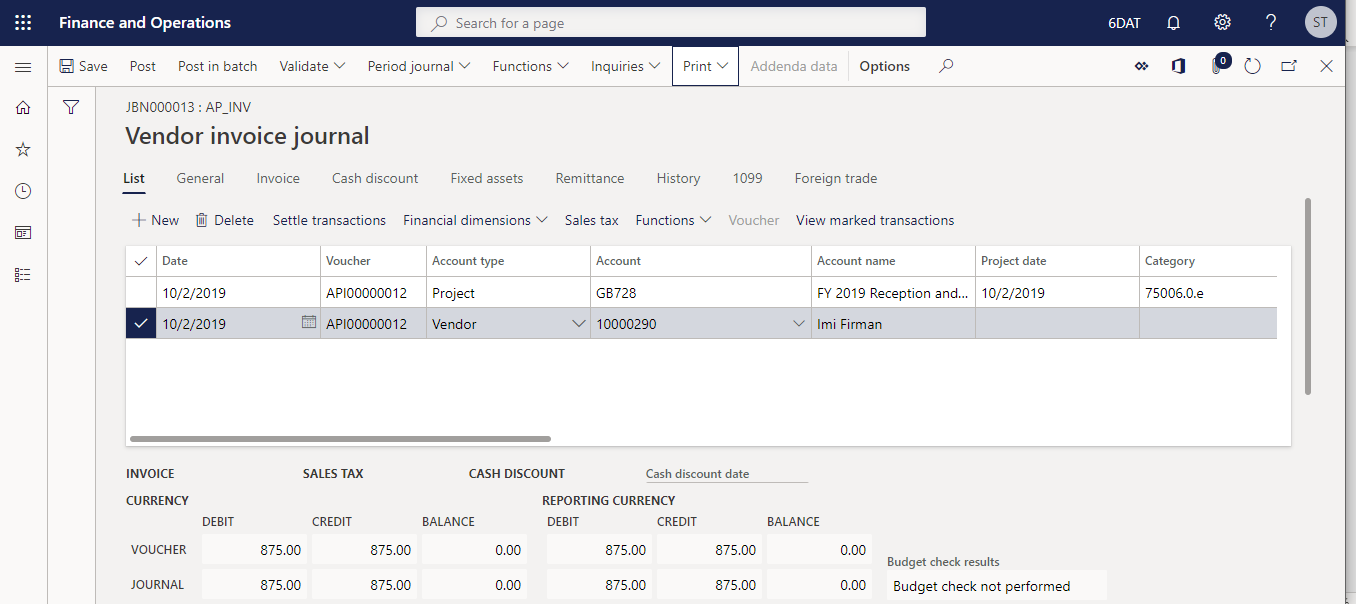 Finance and Operations Search for a page 6DAT ? ST
Save Post Post in batch Validate Period journal Functions Inquiries Print Addenda data Options 0
JBN000013 : AP_INV
Vendor invoice journal
List General Invoice Cash discount Fixed assets Remittance History 1099 Foreign trade
New Delete Settle transactions Financial dimensions Sales tax Functions Voucher View marked transactions
Date Voucher Account type Account Account name Project date Category
10/2/2019 API00000012 Project GB728 FY 2019 Reception and... 10/2/2019 75006.0.e
10/2/2019 API00000012 Vendor 10000290 Imi Firman
INVOICE SALES TAX CASH DISCOUNT Cash discount date
CURRENCY REPORTING CURRENCY
DEBIT CREDIT BALANCE DEBIT CREDIT BALANCE
VOUCHER 875.00 875.00 0.00 875.00 875.00 0.00
Budget check results
JOURNAL 875.00 875.00 0.00 875.00 875.00 0.00 Budget check not performed